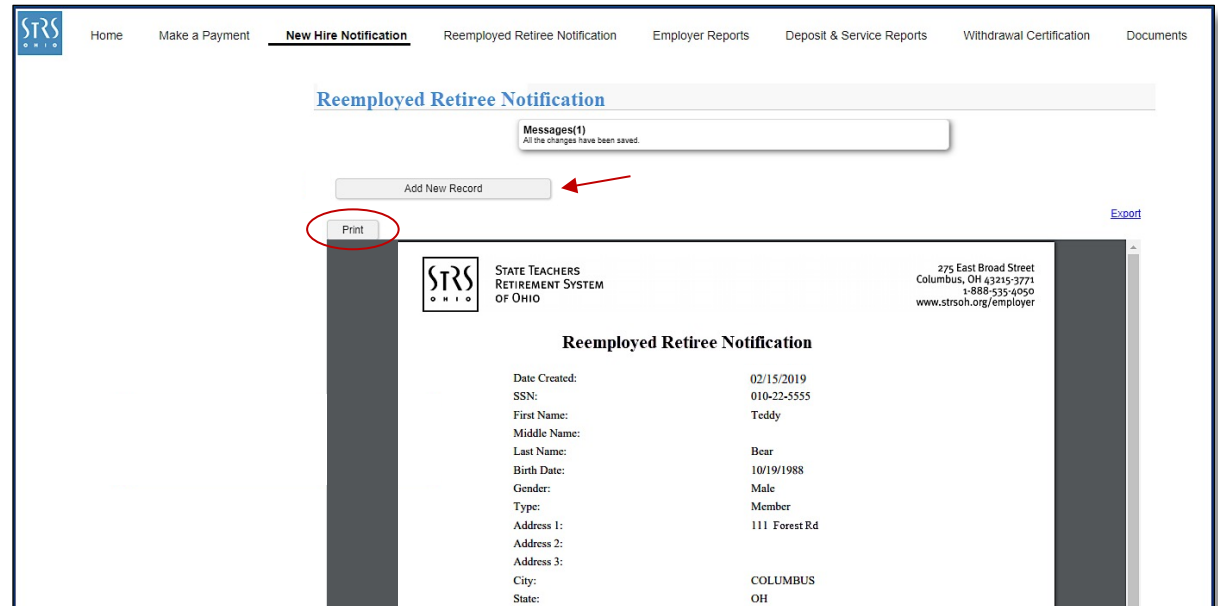 STRS
OHIO
Home Make a Payment New Hire Notification Reemployed Retiree Notification Employer Reports Deposit & Service Reports Withdrawal Certification Documents
Reemployed Retiree Notification
Messages(1)
All the changes have been saved.
Add New Record
Export
Print
STRS
OHIO
STATE TEACHERS
RETIREMENT SYSTEM
OF OHIO
275 East Broad Street
Columbus, OH 43215-3771
1-888-535-4050
www.strsoh.org/employer
Reemployed Retiree Notification
Date Created: 02/15/2019
SSN: 010-22-5555
First Name: Teddy
Middle Name:
Last Name: Bear
Birth Date: 10/19/1988
Gender: Male
Type: Member
Address 1: 111 Forest Rd
Address 2:
Address 3:
City: COLUMBUS
State: OH